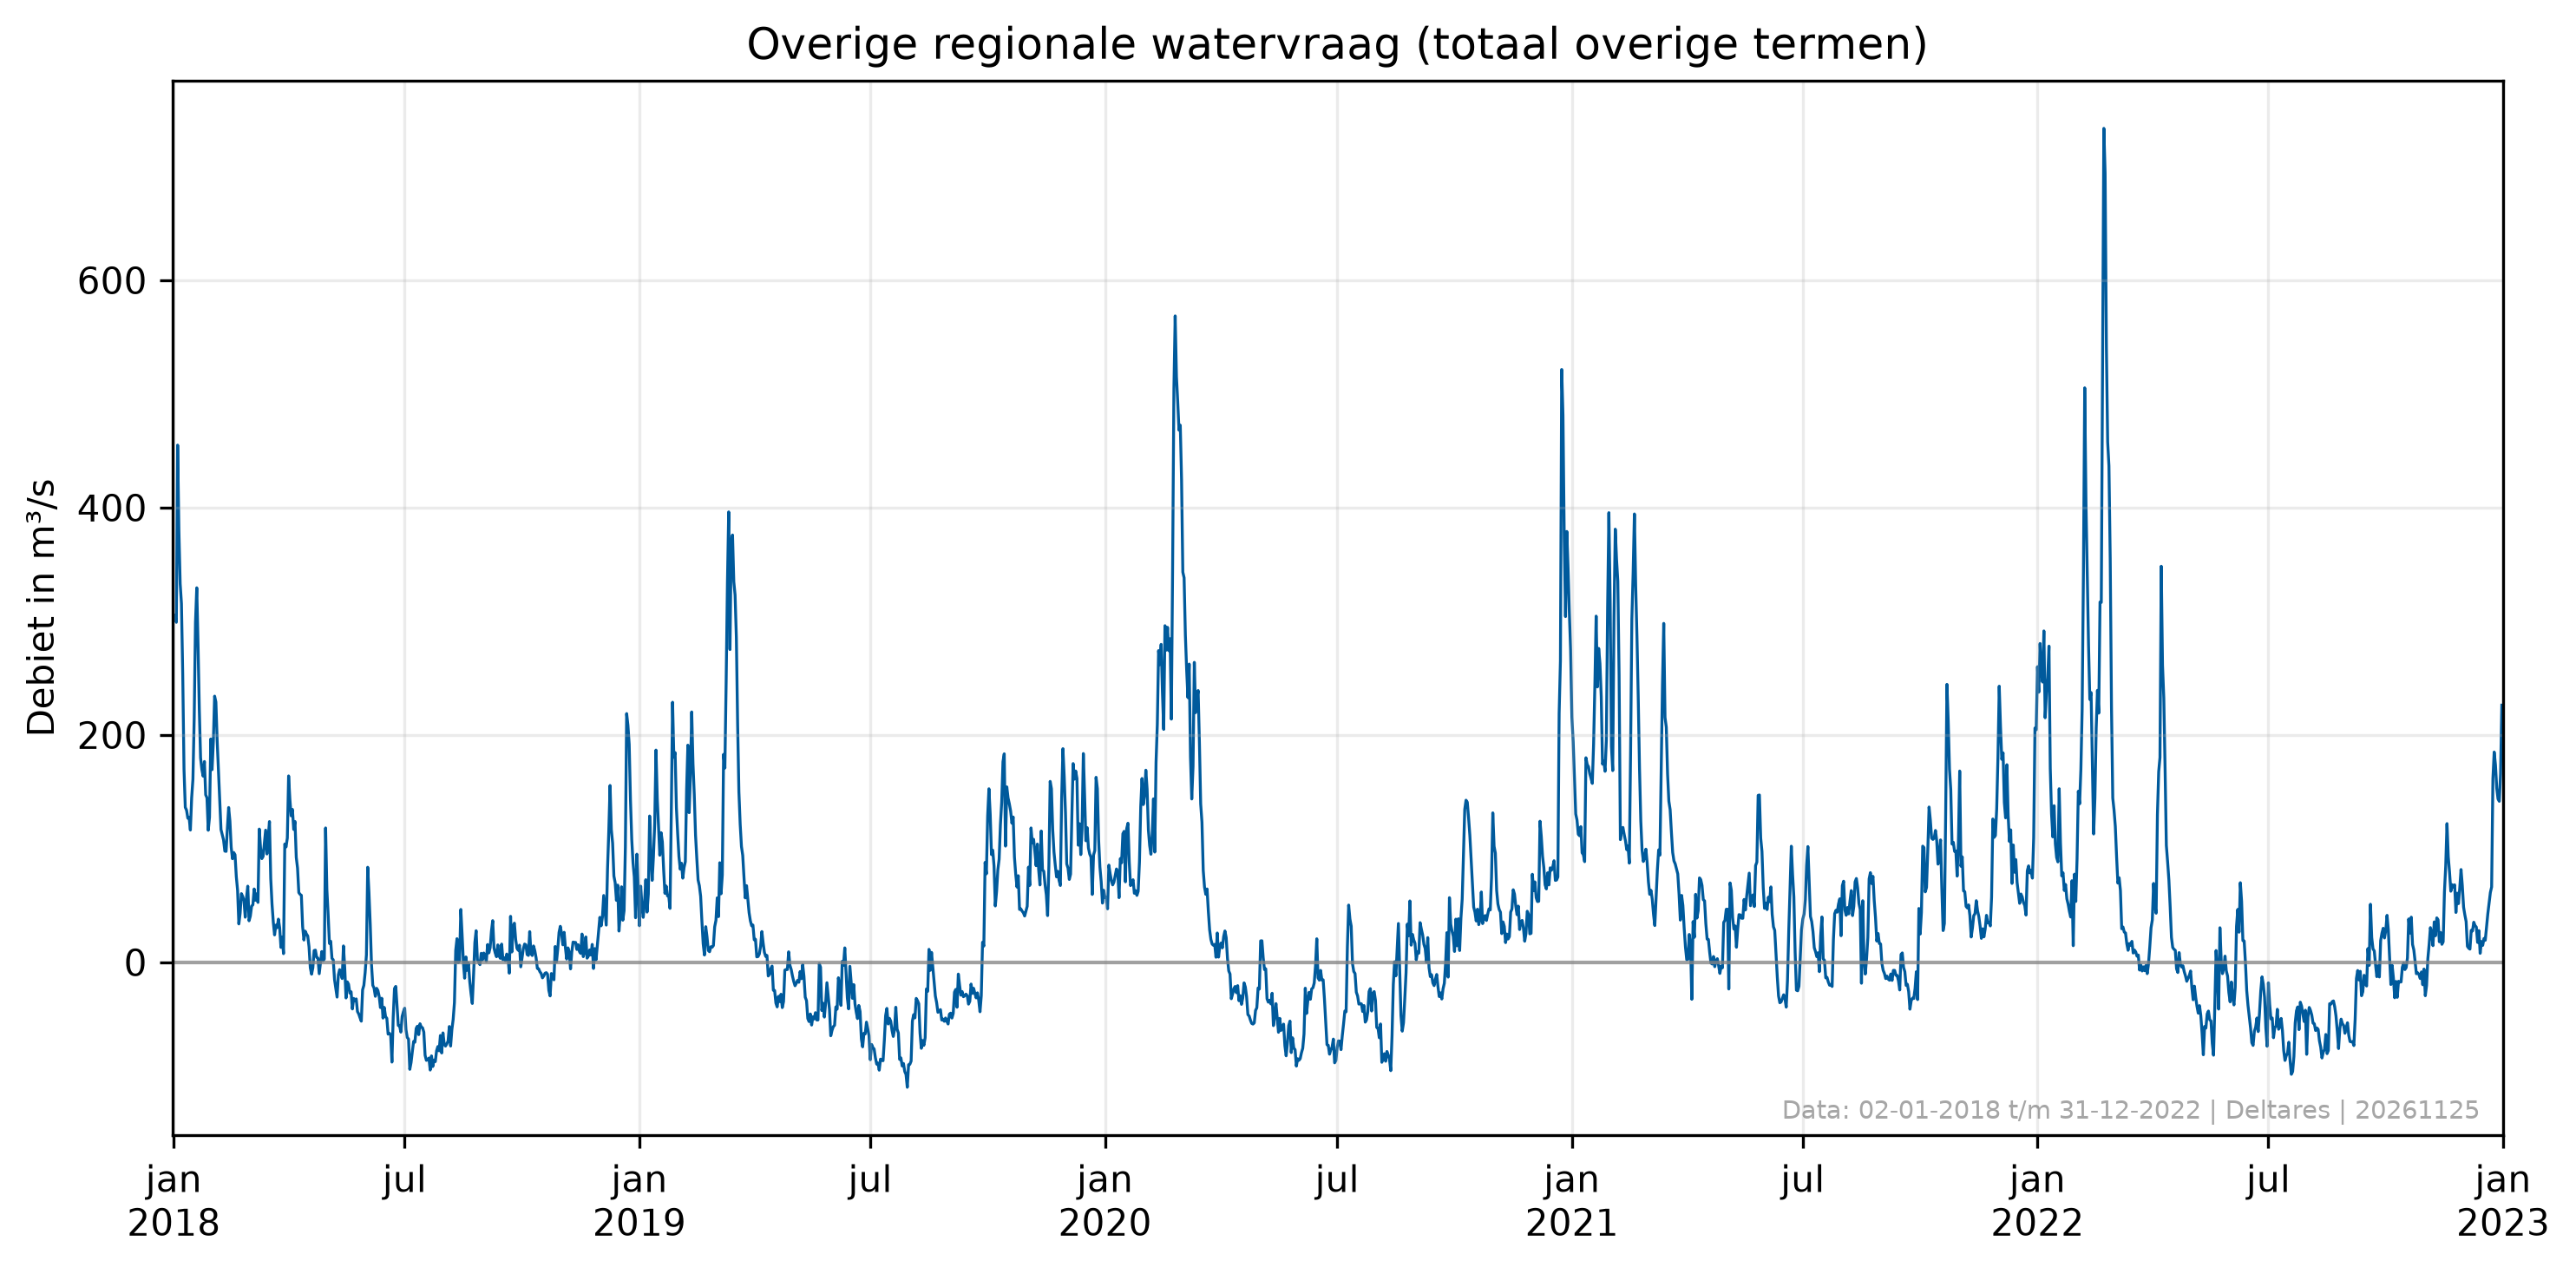 Overige regionale watervraag (totaal overige termen)
Debiet in m³/s
600
400
200
0
Data: 02-01-2018 t/m 31-12-2022 | Deltares | 20261125
jan jul jan jul jan jul jan jul jan jul jan
2018 2019 2020 2021 2022 2023